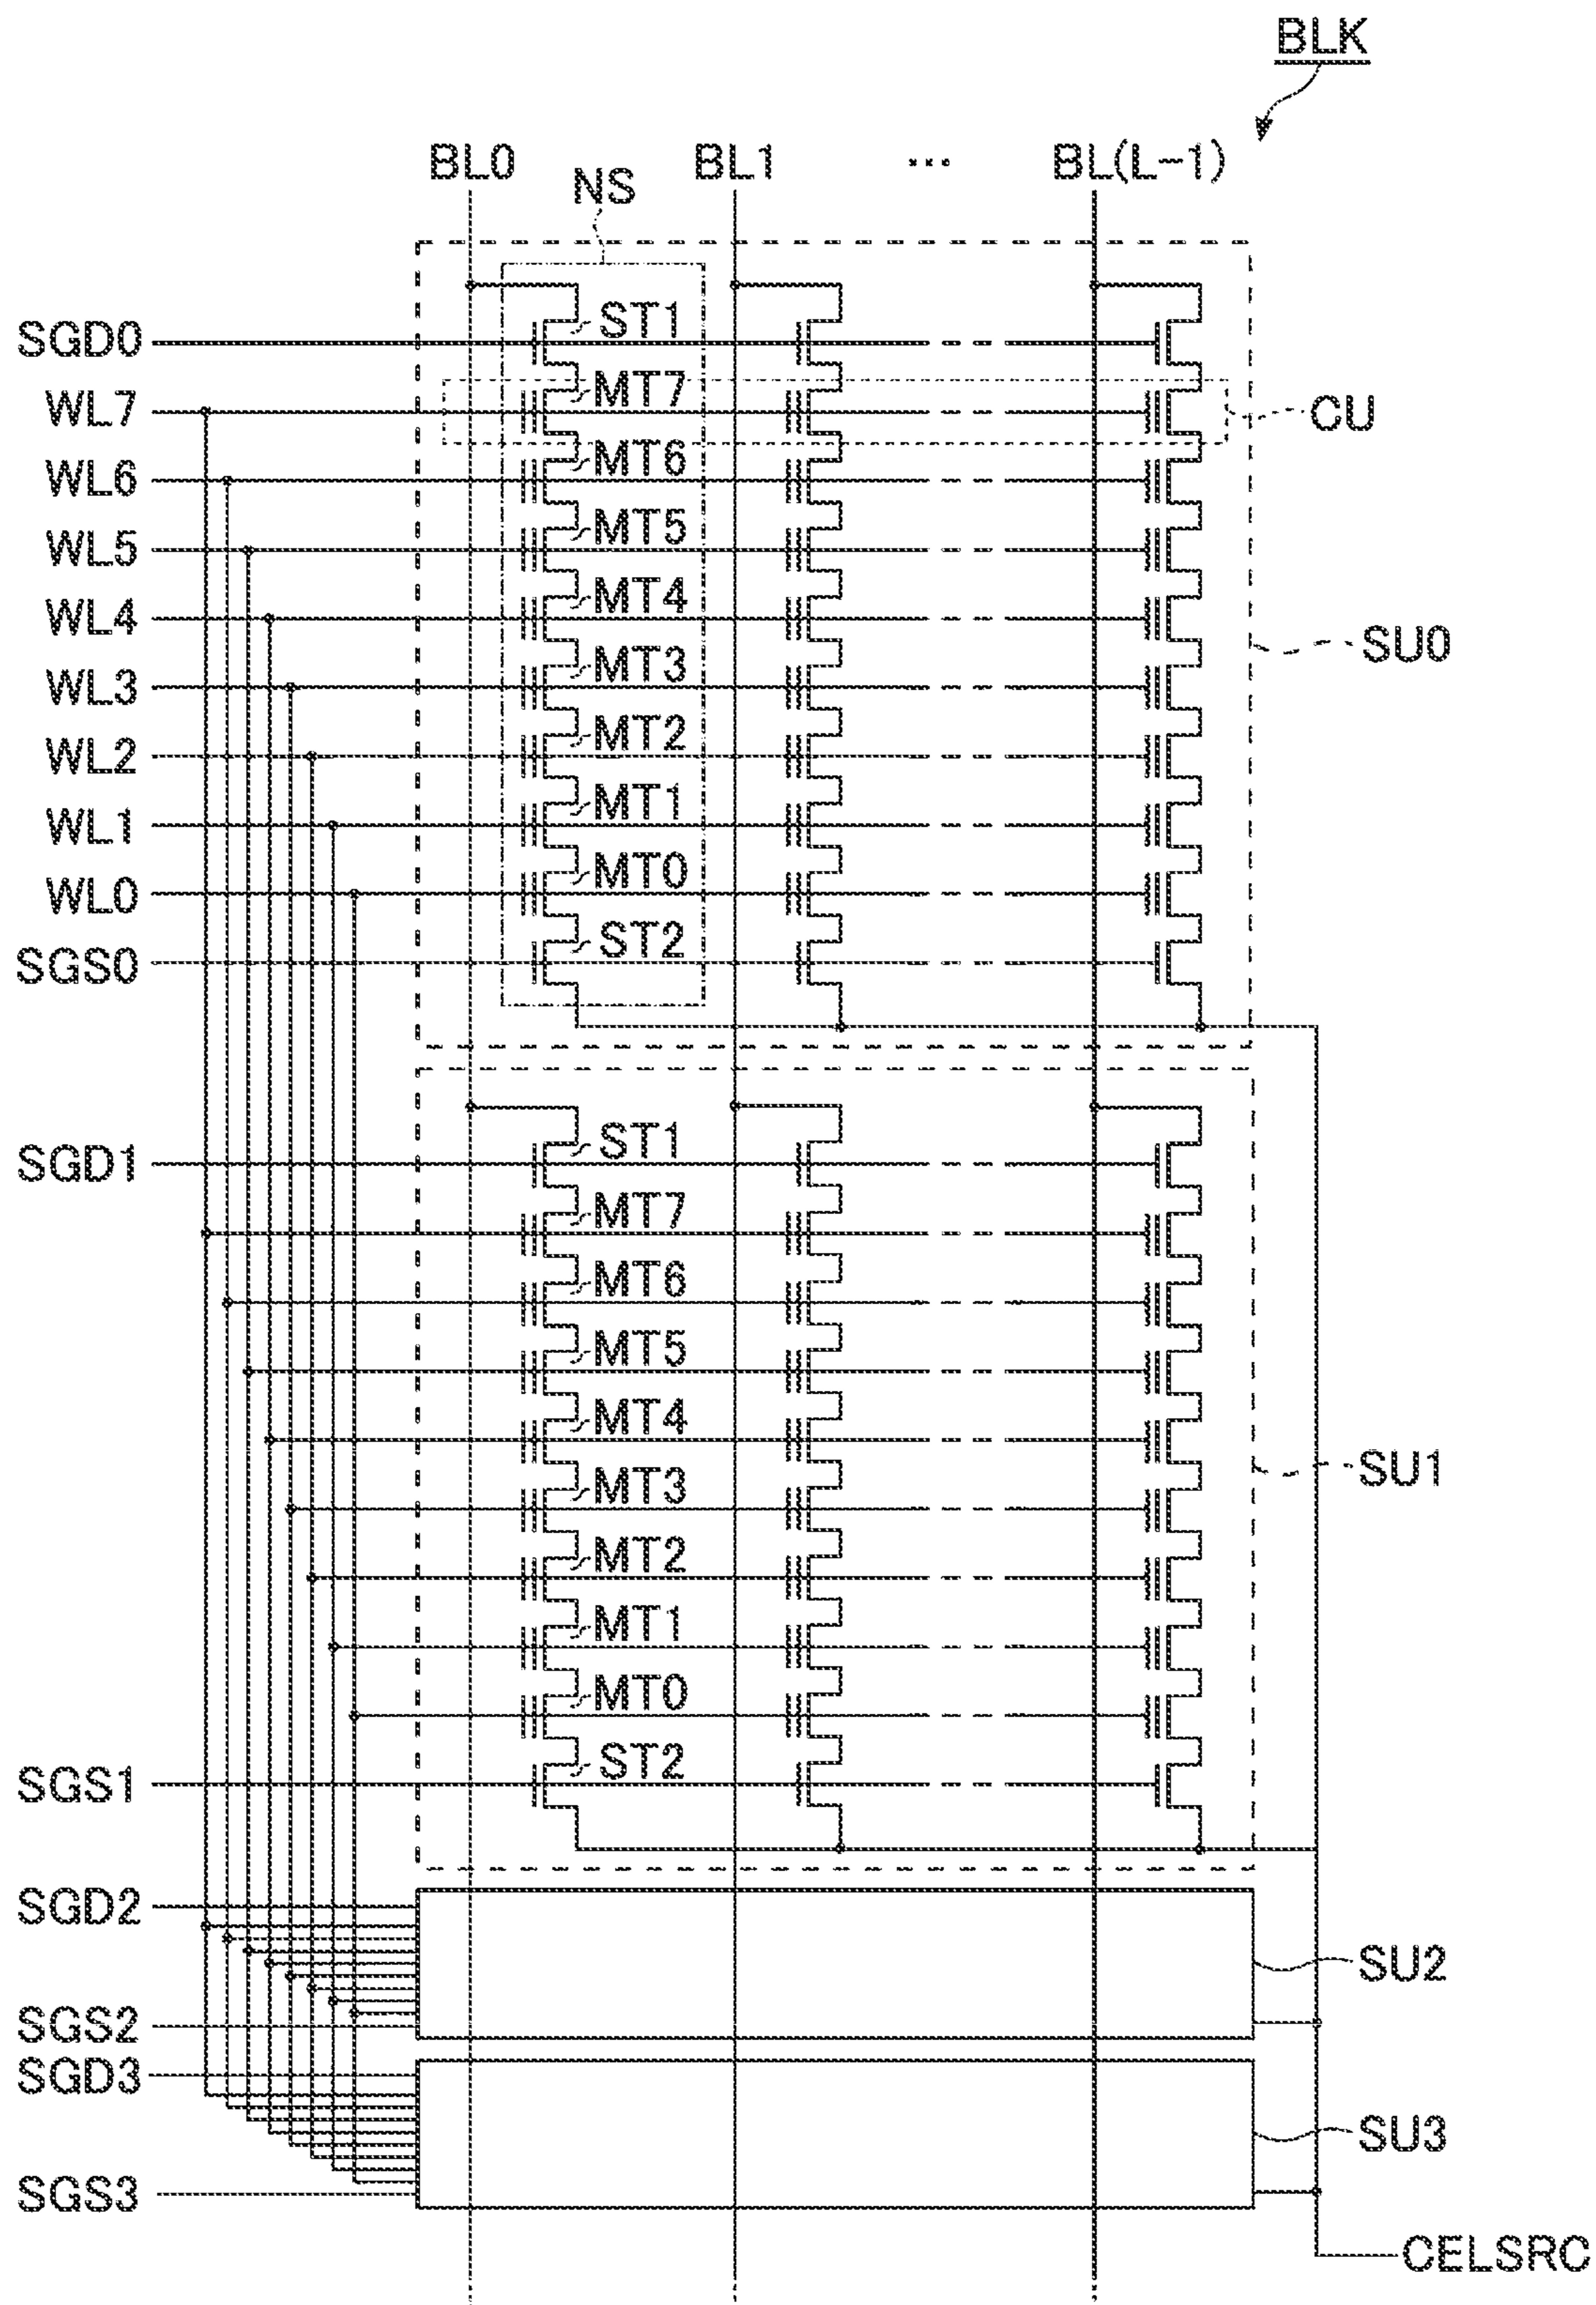 BLK
BL0 BL1 ... BL(L-1)
NS
SGD0 ST1
WL7 MT7 CU
WL6 MT6
WL5 MT5
WL4 MT4
SU0
WL3 MT3
WL2 MT2
WL1 MT1
WL0 MT0
SGS0 ST2
SGD1 ST1
MT7
MT6
MT5
MT4
SU1
MT3
MT2
MT1
MT0
SGS1 ST2
SGD2
SU2
SGS2
SGD3
SU3
SGS3
CELSRC